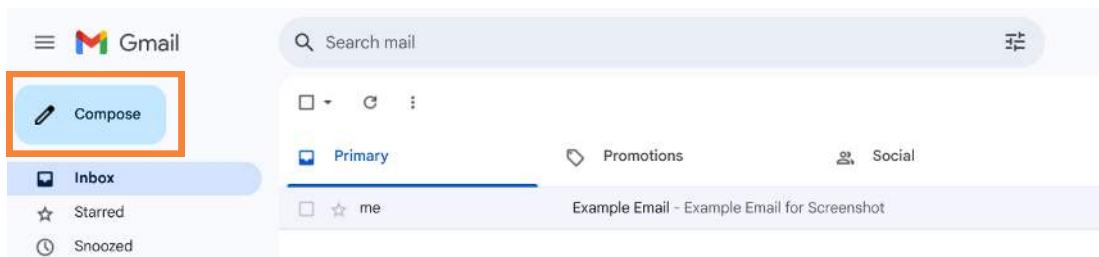 Gmail
Search mail
Compose
Primary
Promotions
Social
Inbox
Starred
me
Example Email - Example Email for Screenshot
Snoozed